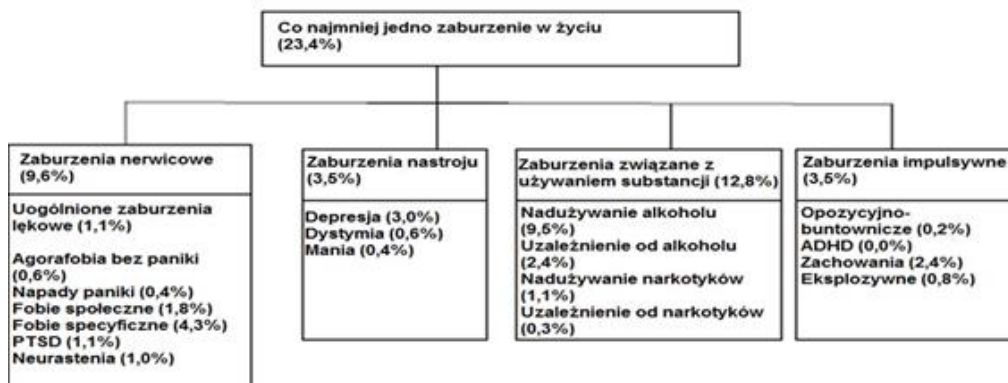 Co najmniej jedno zaburzenie w życiu
(23,4%)
Zaburzenia nerwicowe
(9,6%)
Uogólnione zaburzenia
lękowe (1,1%)
Agorafobia bez paniki
(0,6%)
Napady paniki (0,4%)
Fobie społeczne (1,8%)
Fobie specyficzne (4,3%)
PTSD (1,1%)
Neurastenia (1,0%)
Zaburzenia nastroju
(3,5%)
Depresja (3,0%)
Dystymia (0,6%)
Mania (0,4%)
Zaburzenia związane z
używaniem substancji (12,8%)
Nadużywanie alkoholu
(9,5%)
Uzależnienie od alkoholu
(2,4%)
Nadużywanie narkotyków
(1,1%)
Uzależnienie od narkotyków
(0,3%)
Zaburzenia impulsywne
(3,5%)
Opozycyjno-
buntownicze (0,2%)
ADHD (0,0%)
Zachowania (2,4%)
Eksplozywne (0,8%)